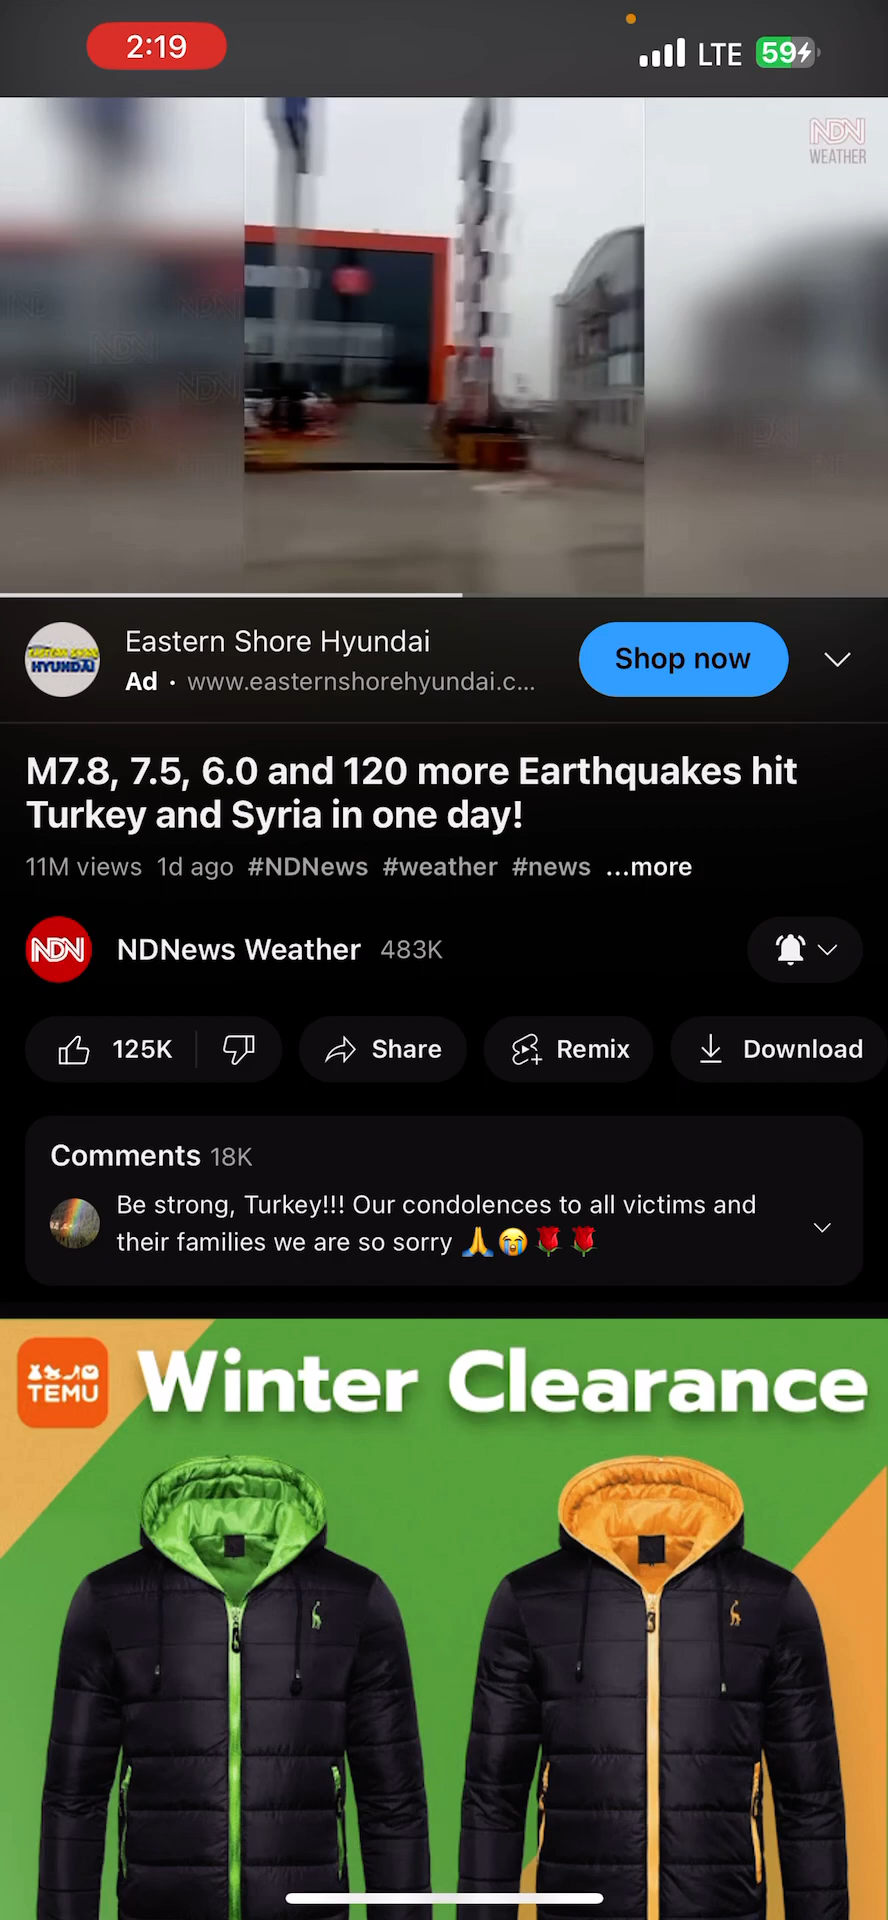 2:19
LTE 59
NDN
WEATHER
Eastern Shore Hyundai
Shop now
Ad · www.easternshorehyundai.c...
EASTERN SHORE
HYUNDAI
M7.8, 7.5, 6.0 and 120 more Earthquakes hit
Turkey and Syria in one day!
11M views 1d ago #NDNews #weather #news ...more
NDN
NDNews Weather 483K
125K
Share
Remix
Download
Comments 18K
Be strong, Turkey!!! Our condolences to all victims and
their families we are so sorry 🙏😭🌹🌹
TEMU
Winter Clearance